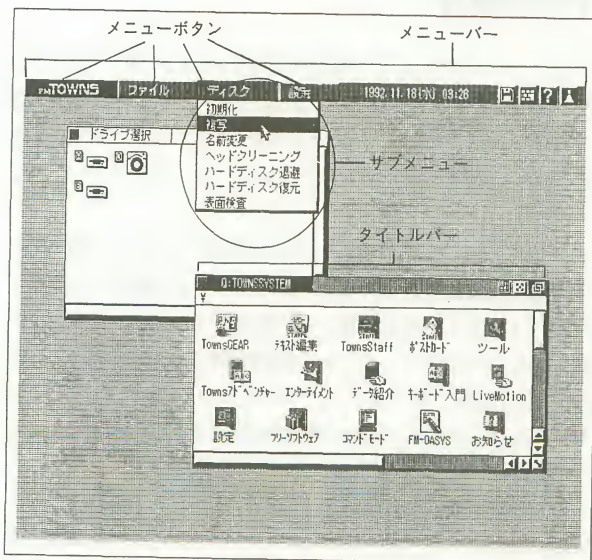 メニューボタン
メニューバー
FMTOWNS ファイル ディスク 設定 1992.11.18(水) 09:26
初期化
複写
名前変更
ヘッドクリーニング
ハードディスク退避
ハードディスク復元
表面検査
サブメニュー
ドライブ選択
タイトルバー
Q:TOWNSSYSTEM
¥
TownsGEAR テキスト編集 TownsStaff ポストカード ツール
Townsアドベンチャー エンターテイメント データ紹介 キーボード入門 LiveMotion
設定 フリーソフトウェア コマンドモード FM-OASYS お知らせ